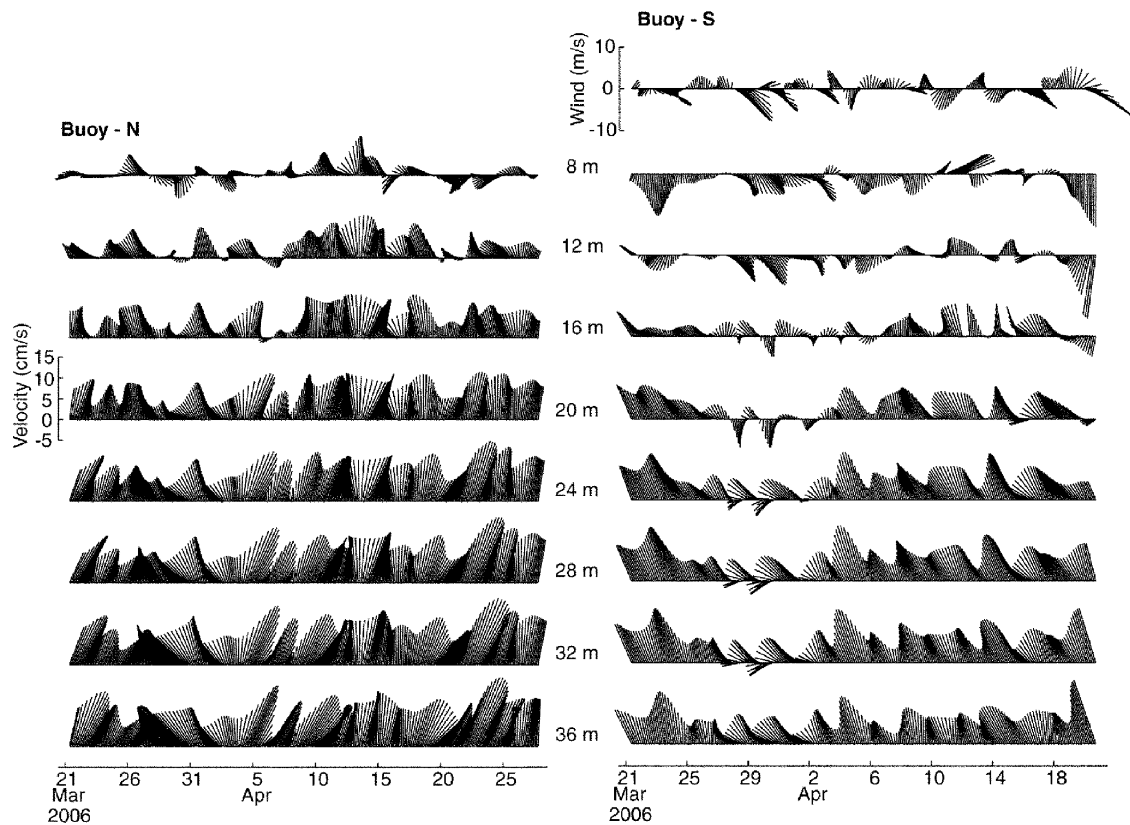 Buoy - S
Wind (m/s)
10
0
-10
Buoy - N
8 m
12 m
16 m
Velocity (cm/s)
15
10
5
0
-5
20 m
24 m
28 m
32 m
36 m
21 26 31 5 10 15 20 25
Mar Apr
2006
21 25 29 2 6 10 14 18
Mar Apr
2006